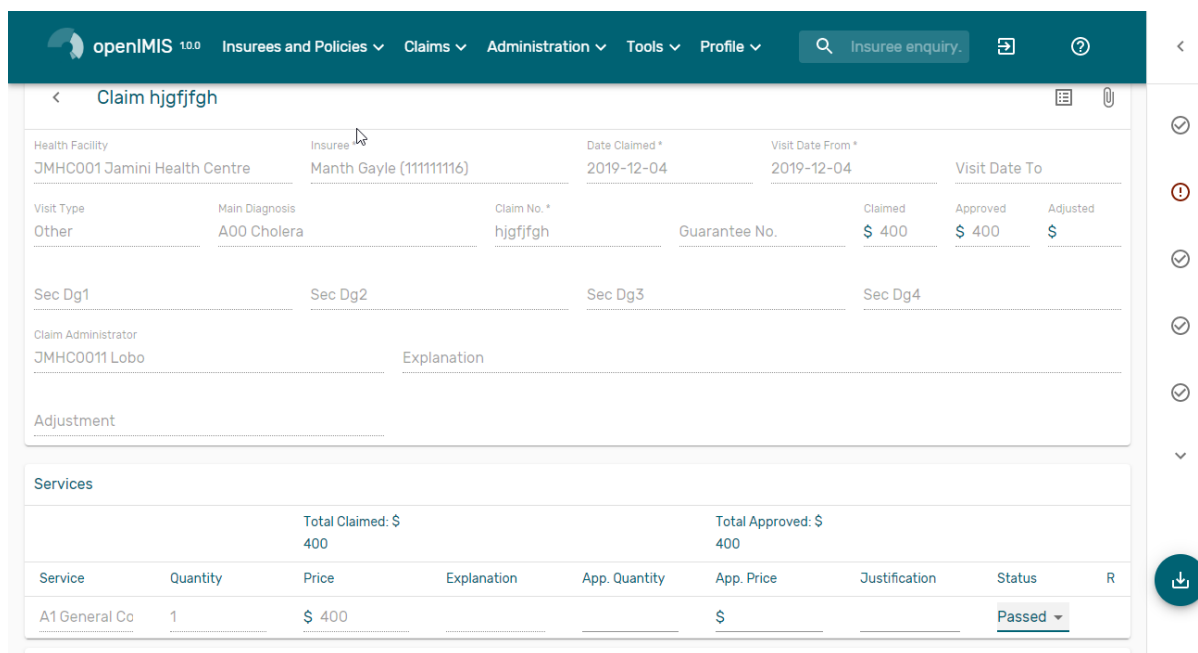 openIMIS 1.0.0 Insurees and Policies Claims Administration Tools Profile Insuree enquiry.
Claim hjgfjfgh
Health Facility Insuree * Date Claimed * Visit Date From *
JMHC001 Jamini Health Centre Manth Gayle (111111116) 2019-12-04 2019-12-04 Visit Date To
Visit Type Main Diagnosis Claim No. * Claimed Approved Adjusted
Other A00 Cholera hjgfjfgh Guarantee No. $ 400 $ 400 $
Sec Dg1 Sec Dg2 Sec Dg3 Sec Dg4
Claim Administrator
JMHC0011 Lobo Explanation
Adjustment
Services
Total Claimed: $ Total Approved: $
400 400
Service Quantity Price Explanation App. Quantity App. Price Justification Status R
A1 General Co 1 $ 400 $ Passed